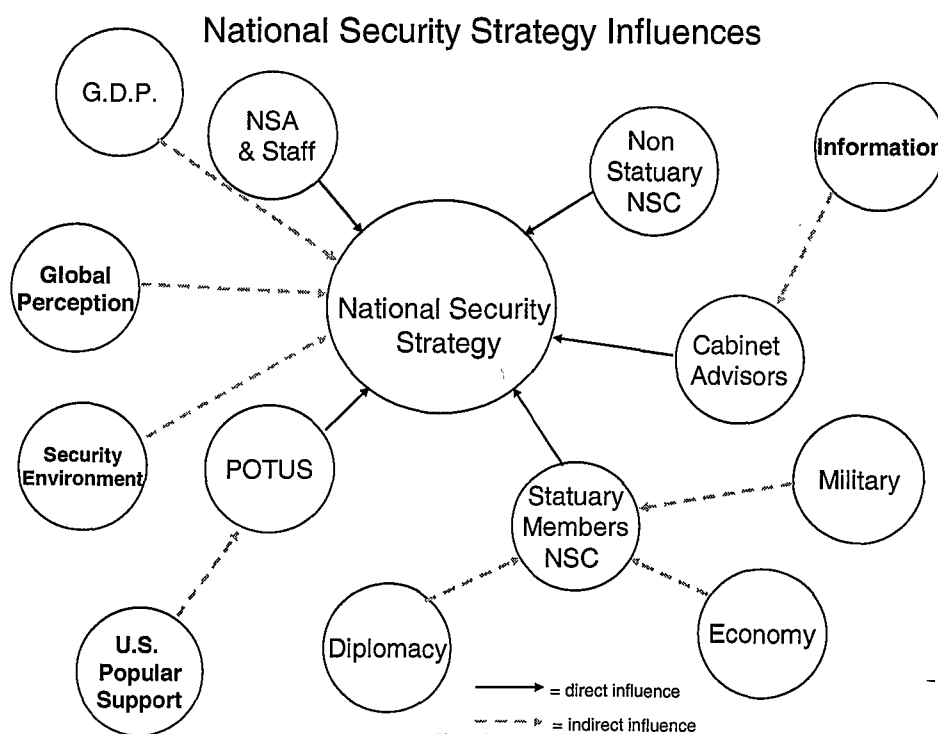 National Security Strategy Influences
G.D.P.
NSA
& Staff
Non
Statuary
NSC
Information
Global
Perception
National Security
Strategy
Cabinet
Advisors
Security
Environment
POTUS
Statuary
Members
NSC
Military
U.S.
Popular
Support
Diplomacy
Economy
= direct influence
= indirect influence